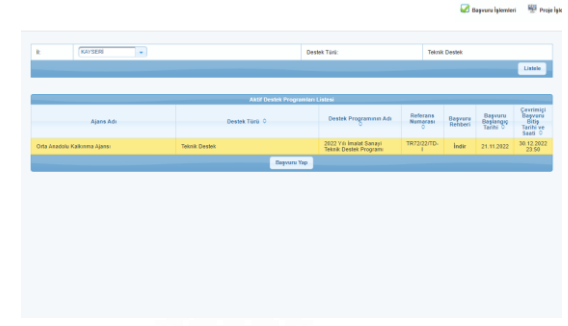 Başvuru İşlemleri Proje İşle
İl: KAYSERİ Destek Türü: Teknik Destek
Listele
Aktif Destek Programları Listesi
Ajans Adı Destek Türü Destek Programının Adı Referans Numarası Başvuru Rehberi Başvuru Başlangıç Tarihi Çevrimiçi Başvuru Bitiş Tarihi ve Saati
Orta Anadolu Kalkınma Ajansı Teknik Destek 2022 Yılı İmalat Sanayi Teknik Destek Programı TR72/22/TD-I İndir 21.11.2022 30.12.2022 23:50
Başvuru Yap